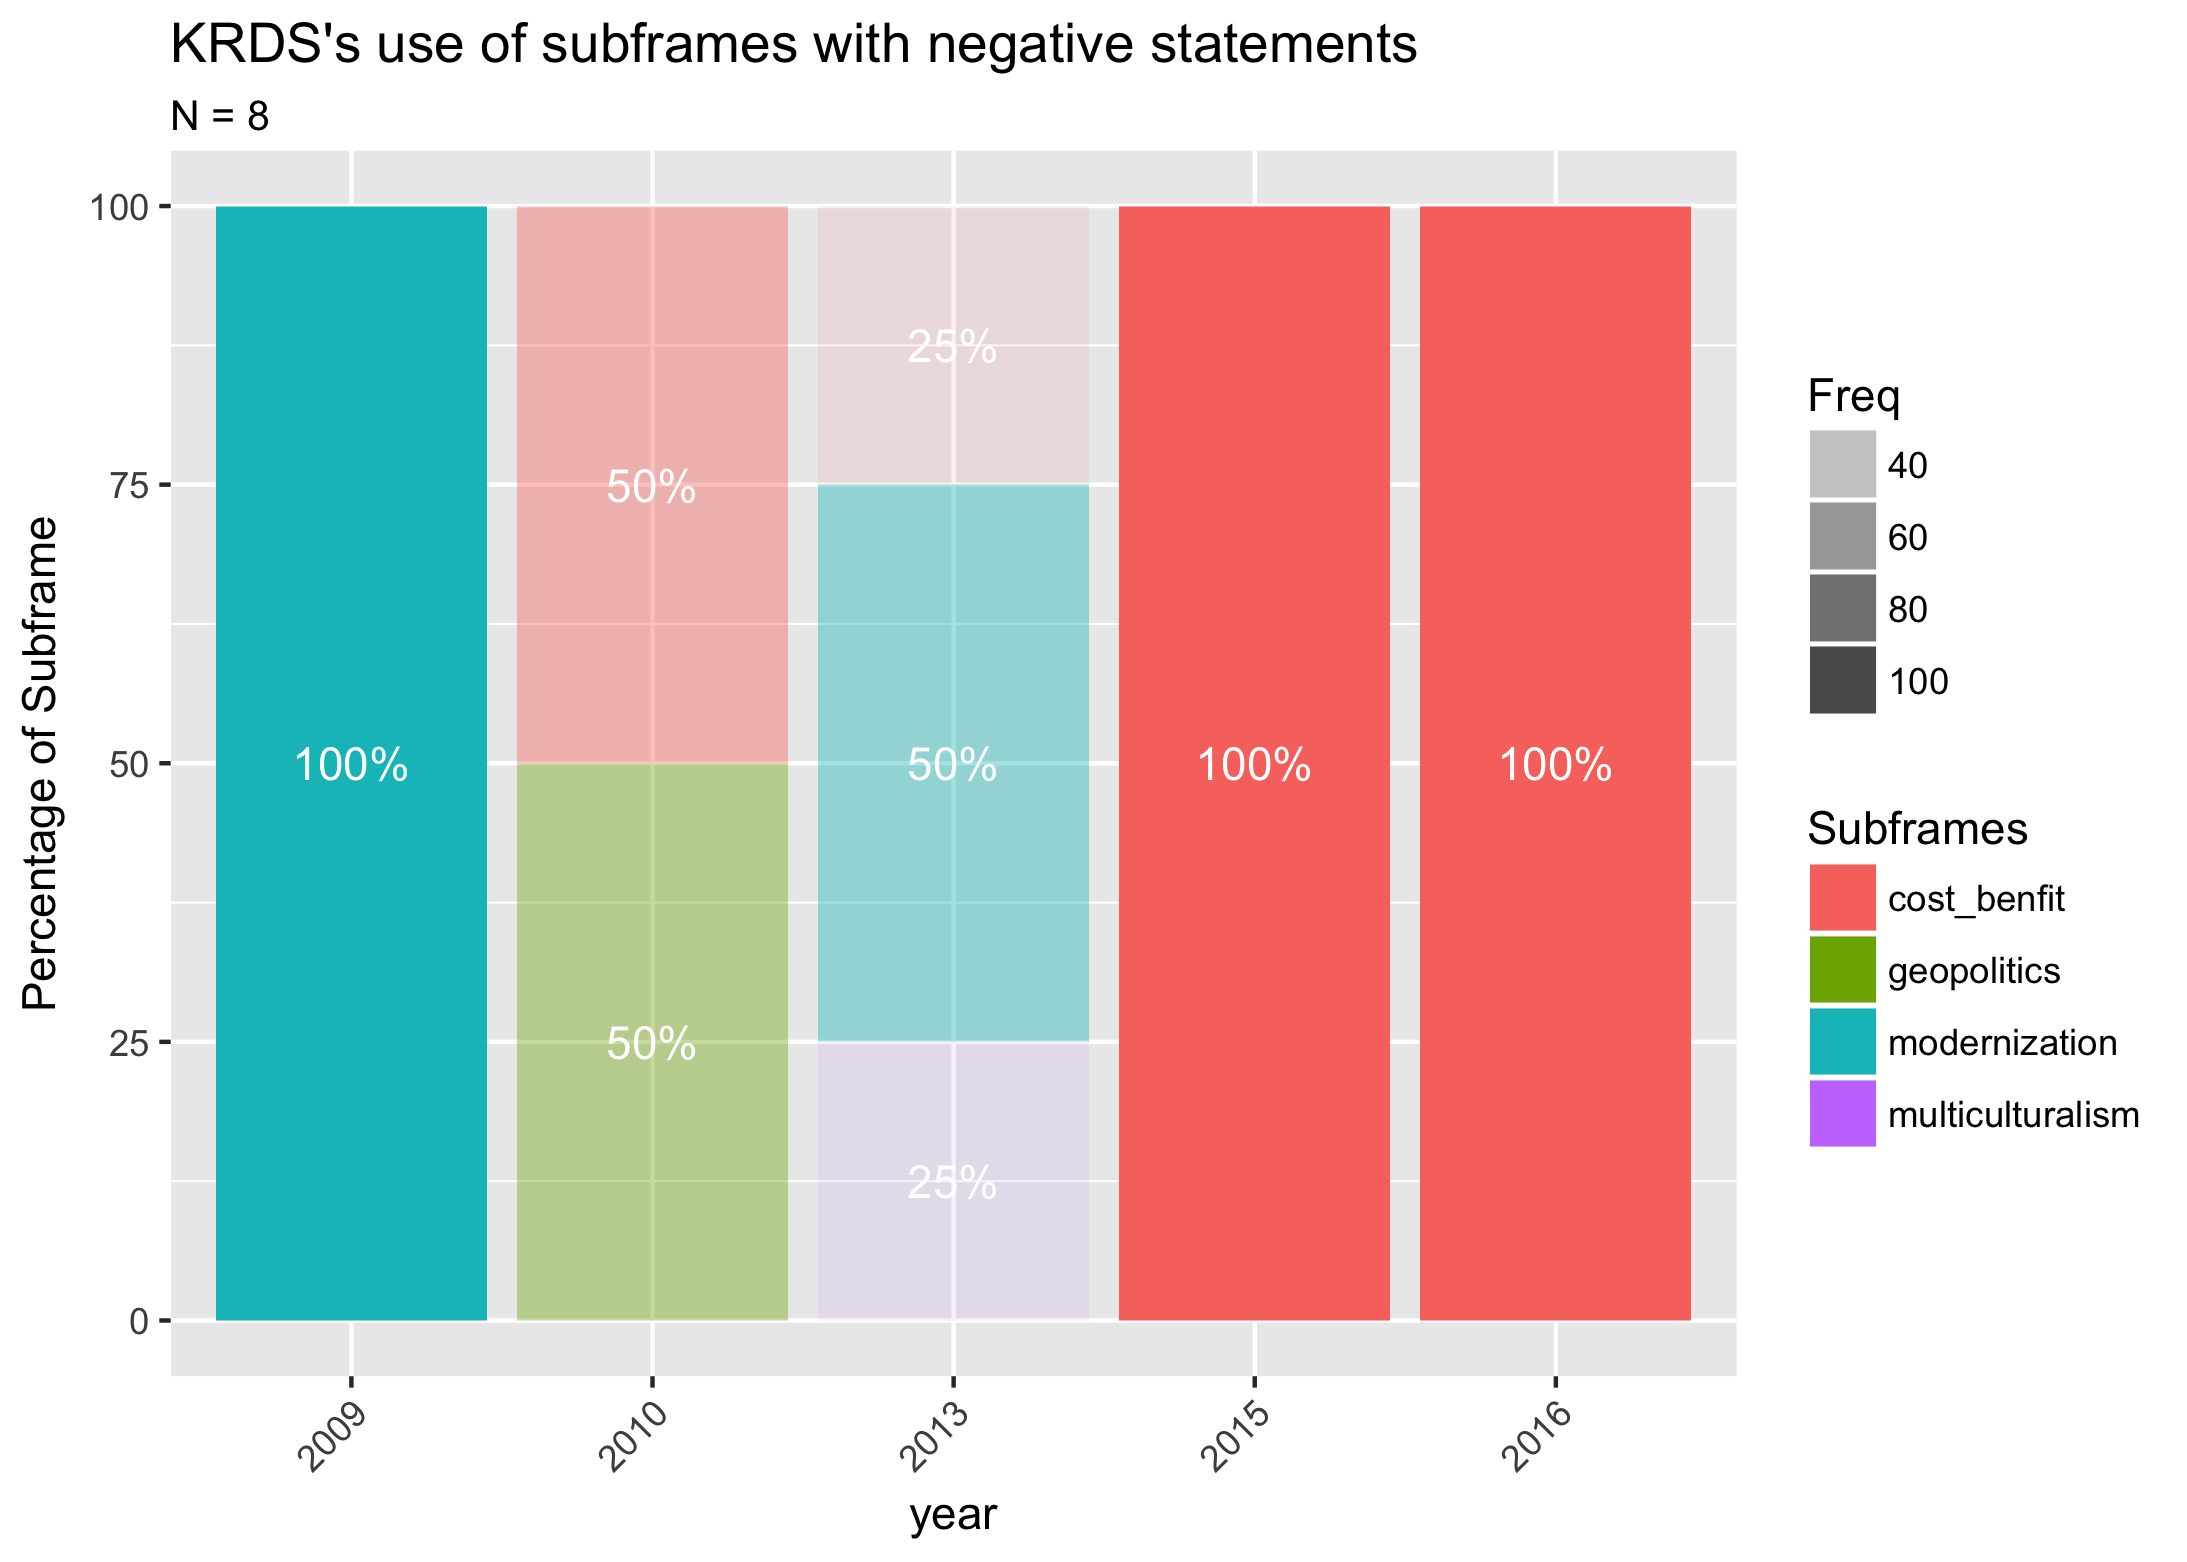 KRDS's use of subframes with negative statements
N = 8
Percentage of Subframe
100
75
50
25
0
100%
50%
50%
25%
50%
25%
100%
100%
2009
2010
2013
2015
2016
year
Freq
40
60
80
100
Subframes
cost_benfit
geopolitics
modernization
multiculturalism